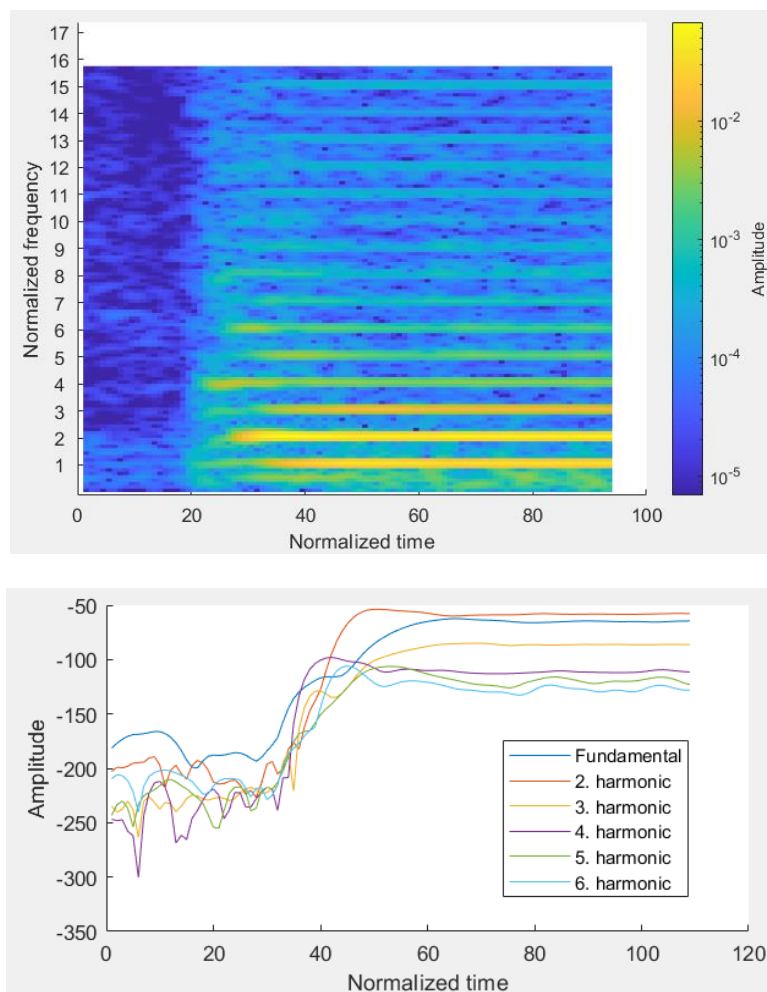 17
16
15
14
13
12
11
10
9
8
7
6
5
4
3
2
1
Normalized frequency
0 20 40 60 80 100
Normalized time
10-2
10-3
10-4
10-5
Amplitude
-50
-100
-150
-200
-250
-300
-350
Amplitude
Fundamental
2. harmonic
3. harmonic
4. harmonic
5. harmonic
6. harmonic
0 20 40 60 80 100 120
Normalized time